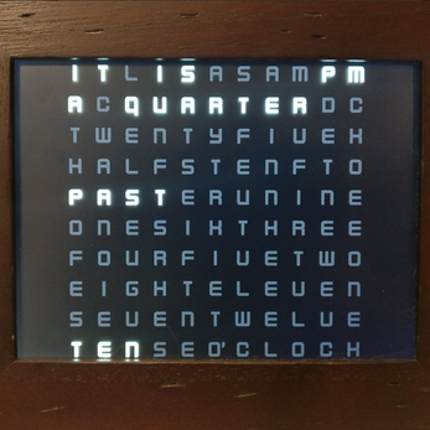 ITLISASAMPM
ACQUARTERDC
TWENTYFIVEX
HALFSTENFTO
PASTERUNINE
ONESIXTHREE
FOURFIVETWO
EIGHTELEVEN
SEVENTWELVE
TENSEO'CLOCK